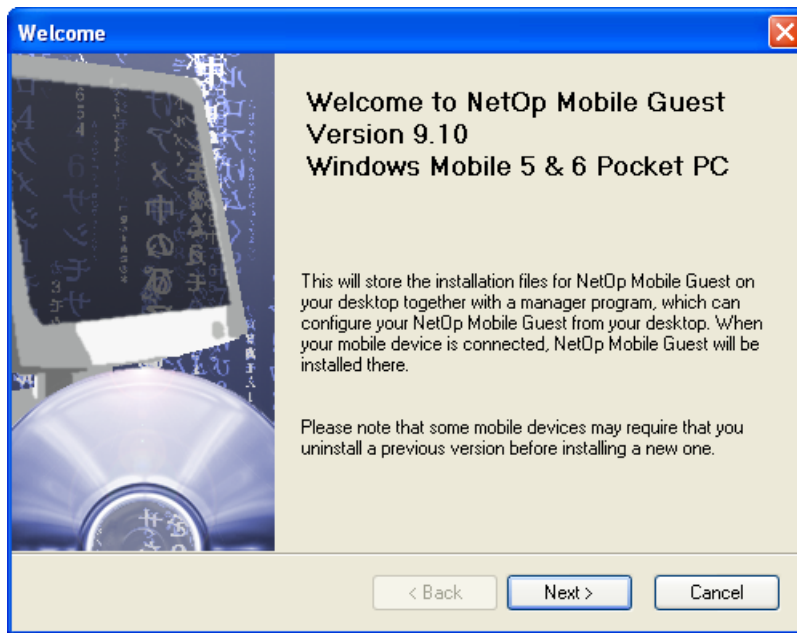 Welcome
Welcome to NetOp Mobile Guest
Version 9.10
Windows Mobile 5 & 6 Pocket PC
This will store the installation files for NetOp Mobile Guest on
your desktop together with a manager program, which can
configure your NetOp Mobile Guest from your desktop. When
your mobile device is connected, NetOp Mobile Guest will be
installed there.
Please note that some mobile devices may require that you
uninstall a previous version before installing a new one.
< Back
Next >
Cancel